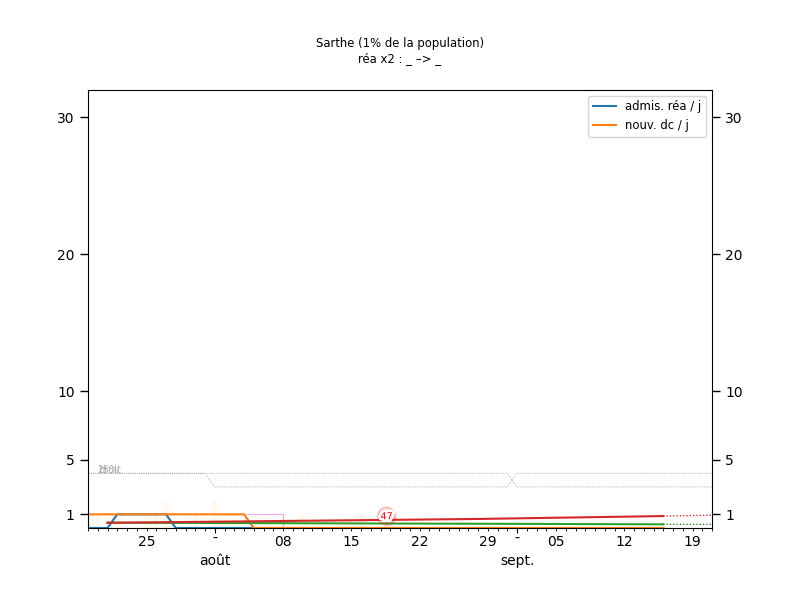 Sarthe (1% de la population)
réa x2 : _ –> _
admis. réa / j
nouv. dc / j
30 30
20 20
10 10
5 5
1 1
47
25 - 08 15 22 29 - 05 12 19
août sept.